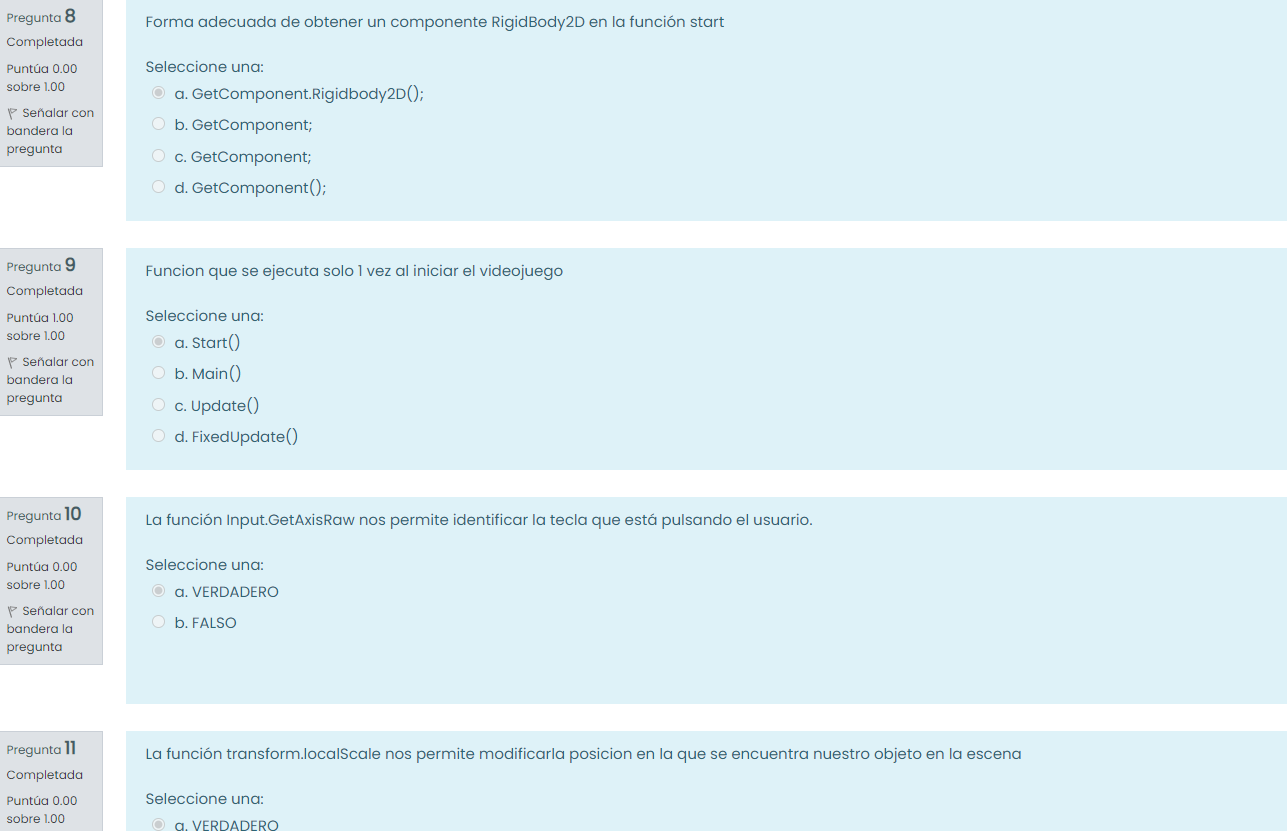 Pregunta 8
Completada
Puntúa 0.00
sobre 1.00
Señalar con
bandera la
pregunta
Forma adecuada de obtener un componente RigidBody2D en la función start
Seleccione una:
a. GetComponent.Rigidbody2D();
b. GetComponent;
c. GetComponent;
d. GetComponent();
Pregunta 9
Completada
Puntúa 1.00
sobre 1.00
Señalar con
bandera la
pregunta
Funcion que se ejecuta solo 1 vez al iniciar el videojuego
Seleccione una:
a. Start()
b. Main()
c. Update()
d. FixedUpdate()
Pregunta 10
Completada
Puntúa 0.00
sobre 1.00
Señalar con
bandera la
pregunta
La función Input.GetAxisRaw nos permite identificar la tecla que está pulsando el usuario.
Seleccione una:
a. VERDADERO
b. FALSO
Pregunta 11
Completada
Puntúa 0.00
sobre 1.00
La función transform.localScale nos permite modificarla posicion en la que se encuentra nuestro objeto en la escena
Seleccione una:
a. VERDADERO